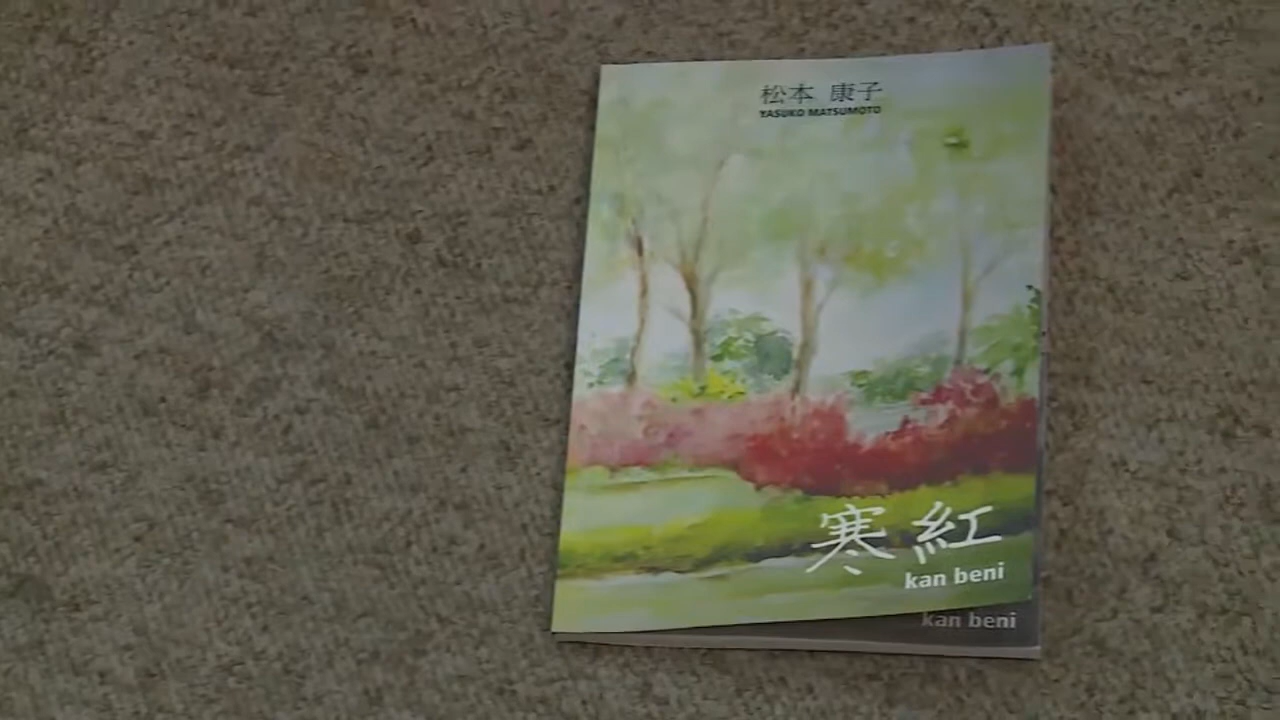 松本 康子
YASUKO MATSUMOTO
寒紅
kan beni
kan beni